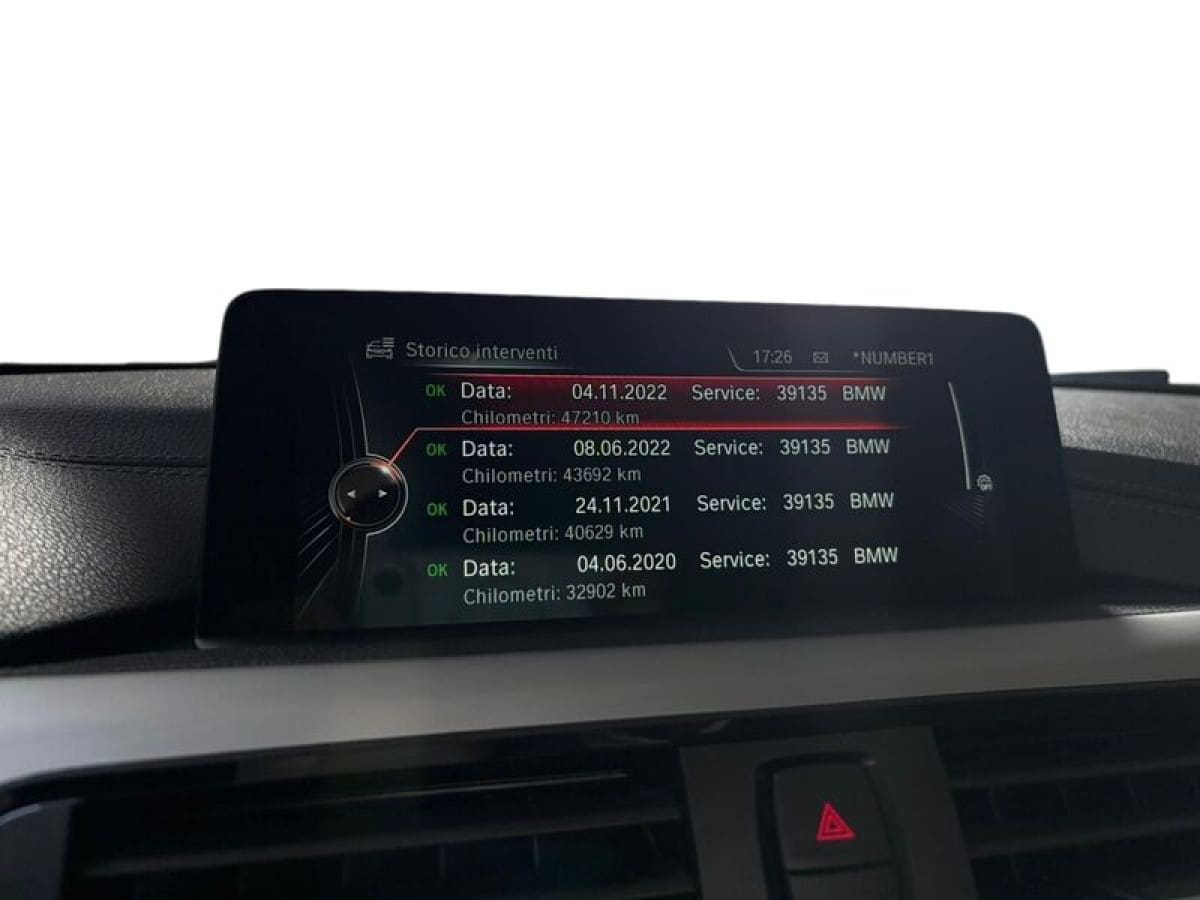 Storico interventi 17:26 *NUMBER1
OK Data: 04.11.2022 Service: 39135 BMW
Chilometri: 47210 km
OK Data: 08.06.2022 Service: 39135 BMW
Chilometri: 43692 km
OK Data: 24.11.2021 Service: 39135 BMW
Chilometri: 40629 km
OK Data: 04.06.2020 Service: 39135 BMW
Chilometri: 32902 km